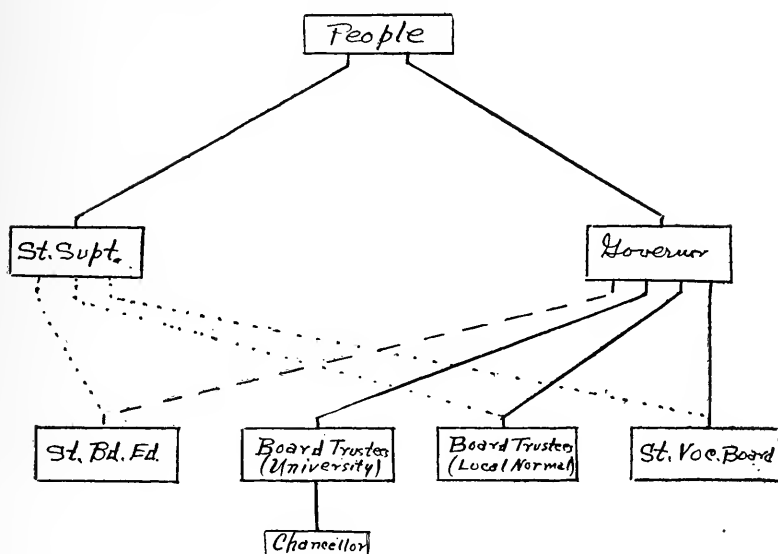 People
St. Supt.
Governor
St. Bd. Ed.
Board Trustees
(University)
Board Trustees
(Local Normal)
St. Voc. Board
Chancellor